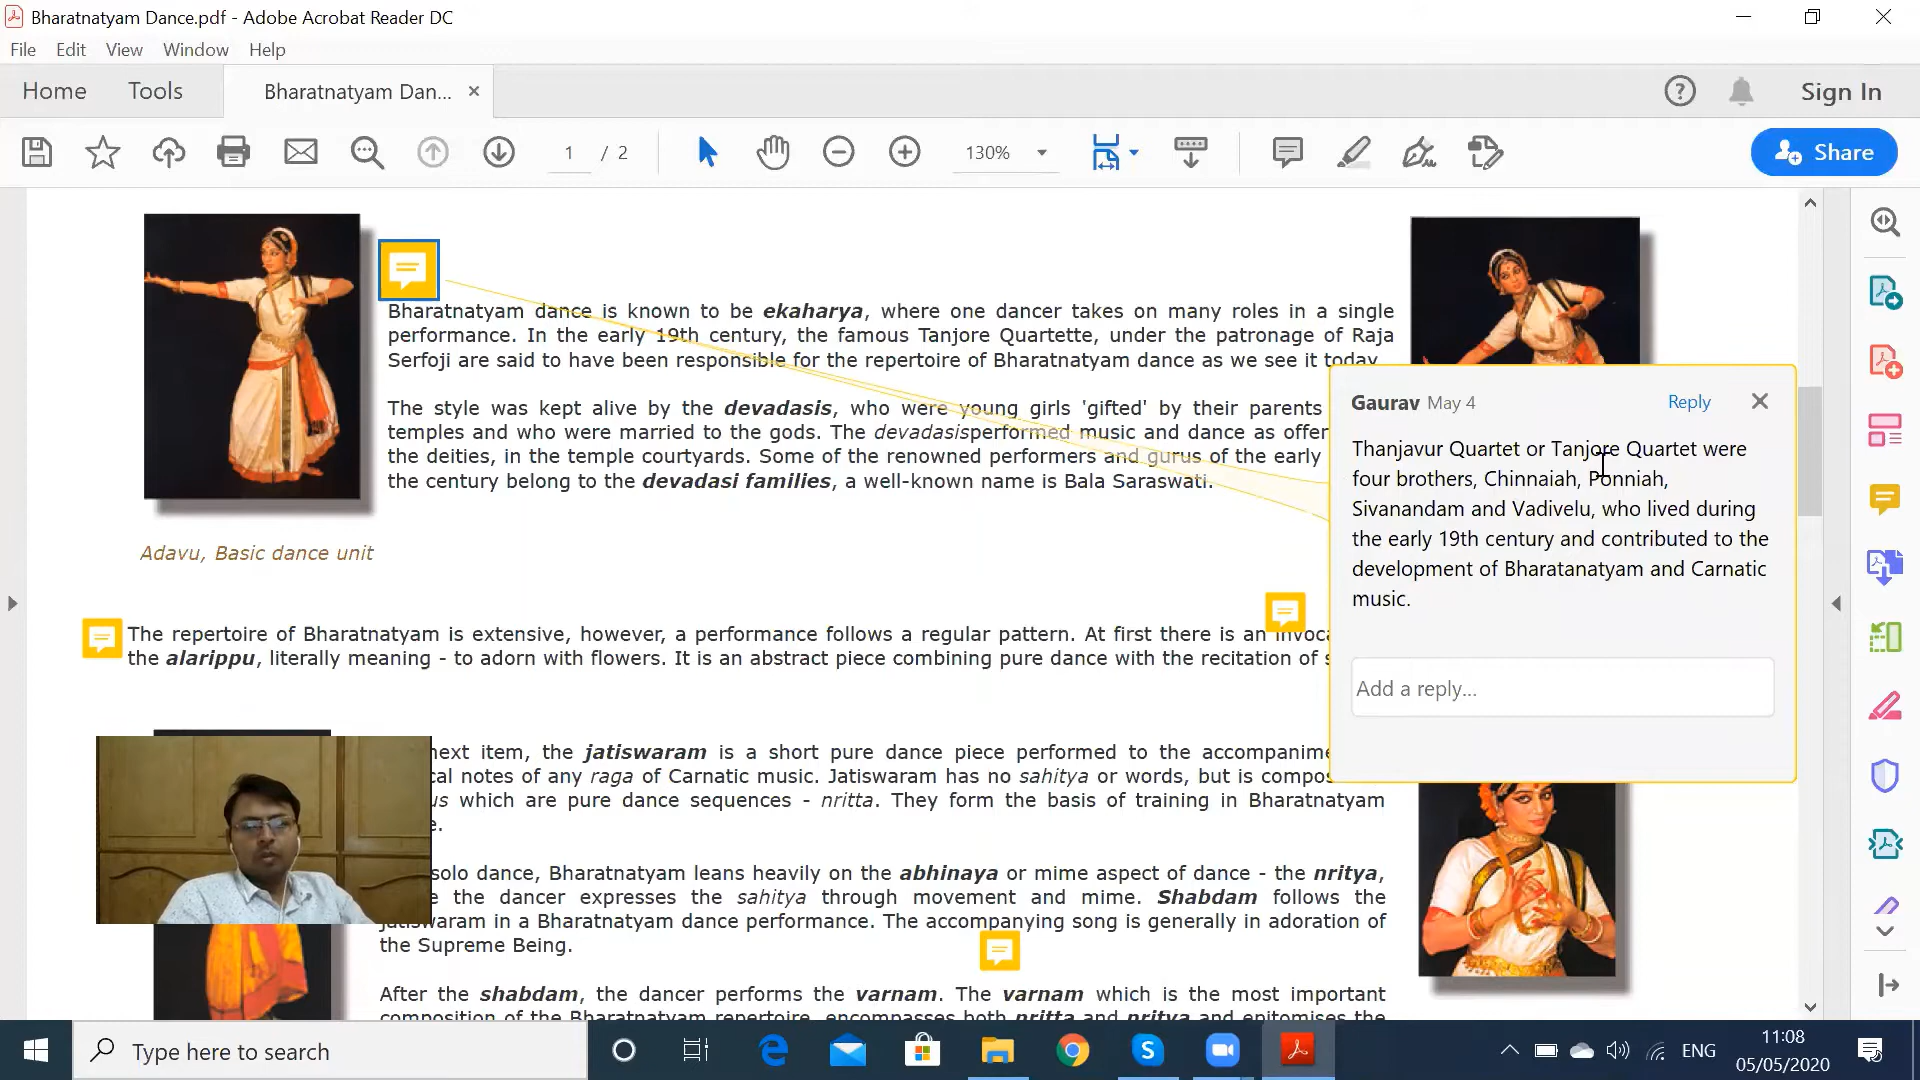 Bharatnatyam Dance.pdf - Adobe Acrobat Reader DC
File Edit View Window Help
Home Tools Bharatnatyam Dan... × Sign In
1 / 2 130% Share
Bharatnatyam dance is known to be ekaharya, where one dancer takes on many roles in a single
performance. In the early 19th century, the famous Tanjore Quartette, under the patronage of Raja
Serfoji are said to have been responsible for the repertoire of Bharatnatyam dance as we see it today.
The style was kept alive by the devadasis, who were young girls 'gifted' by their parents
temples and who were married to the gods. The devadasisperformed music and dance as offer
the deities, in the temple courtyards. Some of the renowned performers and gurus of the early
the century belong to the devadasi families, a well-known name is Bala Saraswati.
Adavu, Basic dance unit
Gaurav May 4 Reply
Thanjavur Quartet or Tanjore Quartet were
four brothers, Chinnaiah, Ponniah,
Sivanandam and Vadivelu, who lived during
the early 19th century and contributed to the
development of Bharatanatyam and Carnatic
music.
Add a reply...
The repertoire of Bharatnatyam is extensive, however, a performance follows a regular pattern. At first there is an invoca
the alarippu, literally meaning - to adorn with flowers. It is an abstract piece combining pure dance with the recitation of
next item, the jatiswaram is a short pure dance piece performed to the accompanime
cal notes of any raga of Carnatic music. Jatiswaram has no sahitya or words, but is compos
us which are pure dance sequences - nritta. They form the basis of training in Bharatnatyam
e.
solo dance, Bharatnatyam leans heavily on the abhinaya or mime aspect of dance - the nritya,
e the dancer expresses the sahitya through movement and mime. Shabdam follows the
jatiswaram in a Bharatnatyam dance performance. The accompanying song is generally in adoration of
the Supreme Being.
After the shabdam, the dancer performs the varnam. The varnam which is the most important
composition of the Bharatnatyam repertoire, encompasses both nritta and nritya and epitomises the
Type here to search
ENG
11:08
05/05/2020